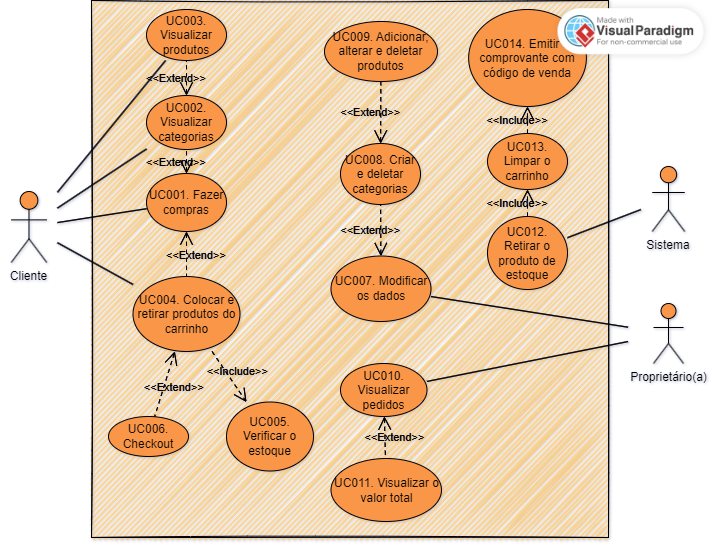 UC003.
Visualizar
produtos
<<Extend>>
UC002.
Visualizar
categorias
<<Extend>>
UC001. Fazer
compras
<<Extend>>
UC004. Colocar e
retirar produtos do
carrinho
<<Extend>>
<<Include>>
UC006.
Checkout
UC005.
Verificar o
estoque
UC009. Adicionar,
alterar e deletar
produtos
<<Extend>>
UC008. Criar
e deletar
categorias
<<Extend>>
UC007. Modificar
os dados
UC010.
Visualizar
pedidos
<<Extend>>
UC011. Visualizar o
valor total
UC014. Emitir
comprovante com
código de venda
<<Include>>
UC013.
Limpar o
carrinho
<<Include>>
UC012.
Retirar o
produto de
estoque
Cliente
Sistema
Proprietário(a)
Made with
VisualParadigm
For non-commercial use